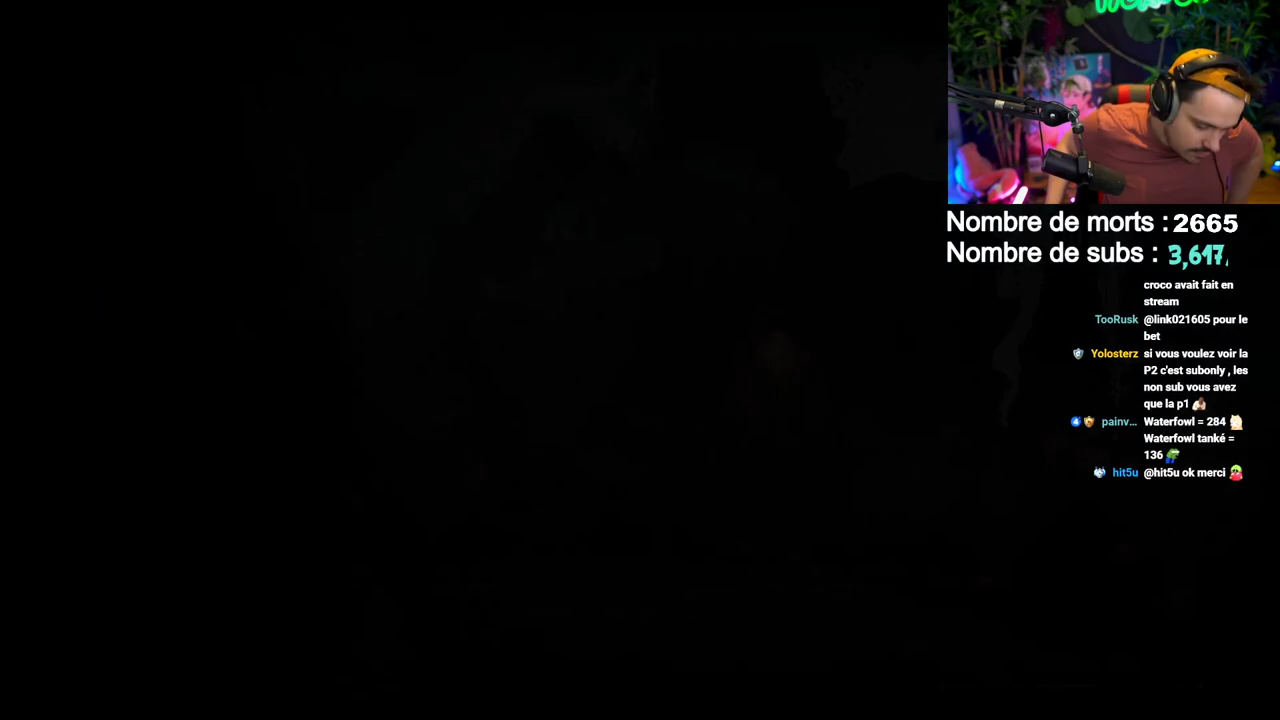 Nombre de morts : 2665
Nombre de subs : 3,617
croco avait fait en
stream
TooRusk @link021605 pour le
bet
Yolosterz si vous voulez voir la
P2 c'est subonly , les
non sub vous avez
que la p1
painv... Waterfowl = 284
Waterfowl tanké =
136
hit5u @hit5u ok merci